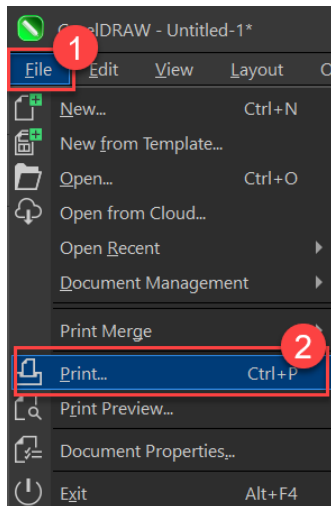 CorelDRAW - Untitled-1*
1
File Edit View Layout
New... Ctrl+N
New from Template...
Open... Ctrl+O
Open from Cloud...
Open Recent
Document Management
Print Merge
2
Print... Ctrl+P
Print Preview...
Document Properties...
Exit Alt+F4